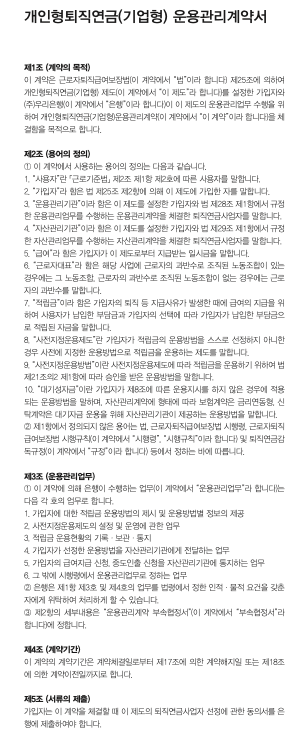 개인형퇴직연금(기업형) 운용관리계약서
제1조 (계약의 목적)
이 계약은 근로자퇴직급여보장법(이 계약에서 "법"이라 합니다) 제25조에 의하여
개인형퇴직연금(기업형) 제도(이 계약에서 "이 제도"라 합니다)를 설정한 가입자와
(주)우리은행(이 계약에서 "은행"이라 합니다)이 이 제도의 운용관리업무 수행을 위
하여 개인형퇴직연금(기업형)운용관리계약(이 계약에서 "이 계약"이라 합니다)을 체
결함을 목적으로 합니다.
제2조 (용어의 정의)
① 이 계약에서 사용하는 용어의 정의는 다음과 같습니다.
1. "사용자"란 「근로기준법」 제2조 제1항 제2호에 따른 사용자를 말합니다.
2. "가입자"라 함은 법 제25조 제2항에 의해 이 제도에 가입한 자를 말합니다.
3. "운용관리기관"이라 함은 이 제도를 설정한 가입자와 법 제28조 제1항에서 규정
한 운용관리업무를 수행하는 운용관리계약을 체결한 퇴직연금사업자를 말합니다.
4. "자산관리기관"이라 함은 이 제도를 설정한 가입자와 법 제29조 제1항에서 규정
한 자산관리업무를 수행하는 자산관리계약을 체결한 퇴직연금사업자를 말합니다.
5. "급여"라 함은 가입자가 이 제도로부터 지급받는 일시금을 말합니다.
6. "근로자대표"라 함은 해당 사업에 근로자의 과반수로 조직된 노동조합이 있는
경우에는 그 노동조합, 근로자의 과반수로 조직된 노동조합이 없는 경우에는 근로
자의 과반수를 말합니다.
7. "적립금"이라 함은 가입자의 퇴직 등 지급사유가 발생한 때에 급여의 지급을 위
하여 사용자가 납입한 부담금과 가입자의 선택에 따라 가입자가 납입한 부담금으
로 적립된 자금을 말합니다.
8. "사전지정운용제도"란 가입자가 적립금의 운용방법을 스스로 선정하지 아니한
경우 사전에 지정한 운용방법으로 적립금을 운용하는 제도를 말합니다.
9. "사전지정운용방법"이란 사전지정운용제도에 따라 적립금을 운용하기 위하여 법
제21조의2 제1항에 따라 승인을 받은 운용방법을 말합니다.
10. "대기성자금"이란 가입자가 제8조에 따른 운용지시를 하지 않은 경우에 적용
되는 운용방법을 말하며, 자산관리계약에 형태에 따라 보험계약은 금리연동형, 신
탁계약은 대기자금 운용을 위해 자산관리기관이 제공하는 운용방법을 말합니다.
② 제1항에서 정의되지 않은 용어는 법, 근로자퇴직급여보장법 시행령, 근로자퇴직
급여보장법 시행규칙(이 계약에서 "시행령", "시행규칙"이라 합니다) 및 퇴직연금감
독규정(이 계약에서 "규정"이라 합니다) 등에서 정하는 바에 따릅니다.
제3조 (운용관리업무)
① 이 계약에 의해 은행이 수행하는 업무(이 계약에서 "운용관리업무"라 합니다)는
다음 각 호의 업무로 합니다.
1. 가입자에 대한 적립금 운용방법의 제시 및 운용방법별 정보의 제공
2. 사전지정운용제도의 설정 및 운영에 관한 업무
3. 적립금 운용현황의 기록ㆍ보관ㆍ통지
4. 가입자가 선정한 운용방법을 자산관리기관에게 전달하는 업무
5. 가입자의 급여지급 신청, 중도인출 신청을 자산관리기관에 통지하는 업무
6. 그 밖에 시행령에서 운용관리업무로 정하는 업무
② 은행은 제1항 제3호 및 제4호의 업무를 법령에서 정한 인적ㆍ물적 요건을 갖춘
자에게 위탁하여 처리하게 할 수 있습니다.
③ 제2항의 세부내용은 "운용관리계약 부속협정서"(이 계약에서 "부속협정서"라
합니다)에 정합니다.
제4조 (계약기간)
이 계약의 계약기간은 계약체결일로부터 제17조에 의한 계약해지일 또는 제18조
에 의한 계약이전일까지로 합니다.
제5조 (서류의 제출)
가입자는 이 계약을 체결할 때 이 제도의 퇴직연금사업자 선정에 관한 동의서를 은
행에 제출하여야 합니다.